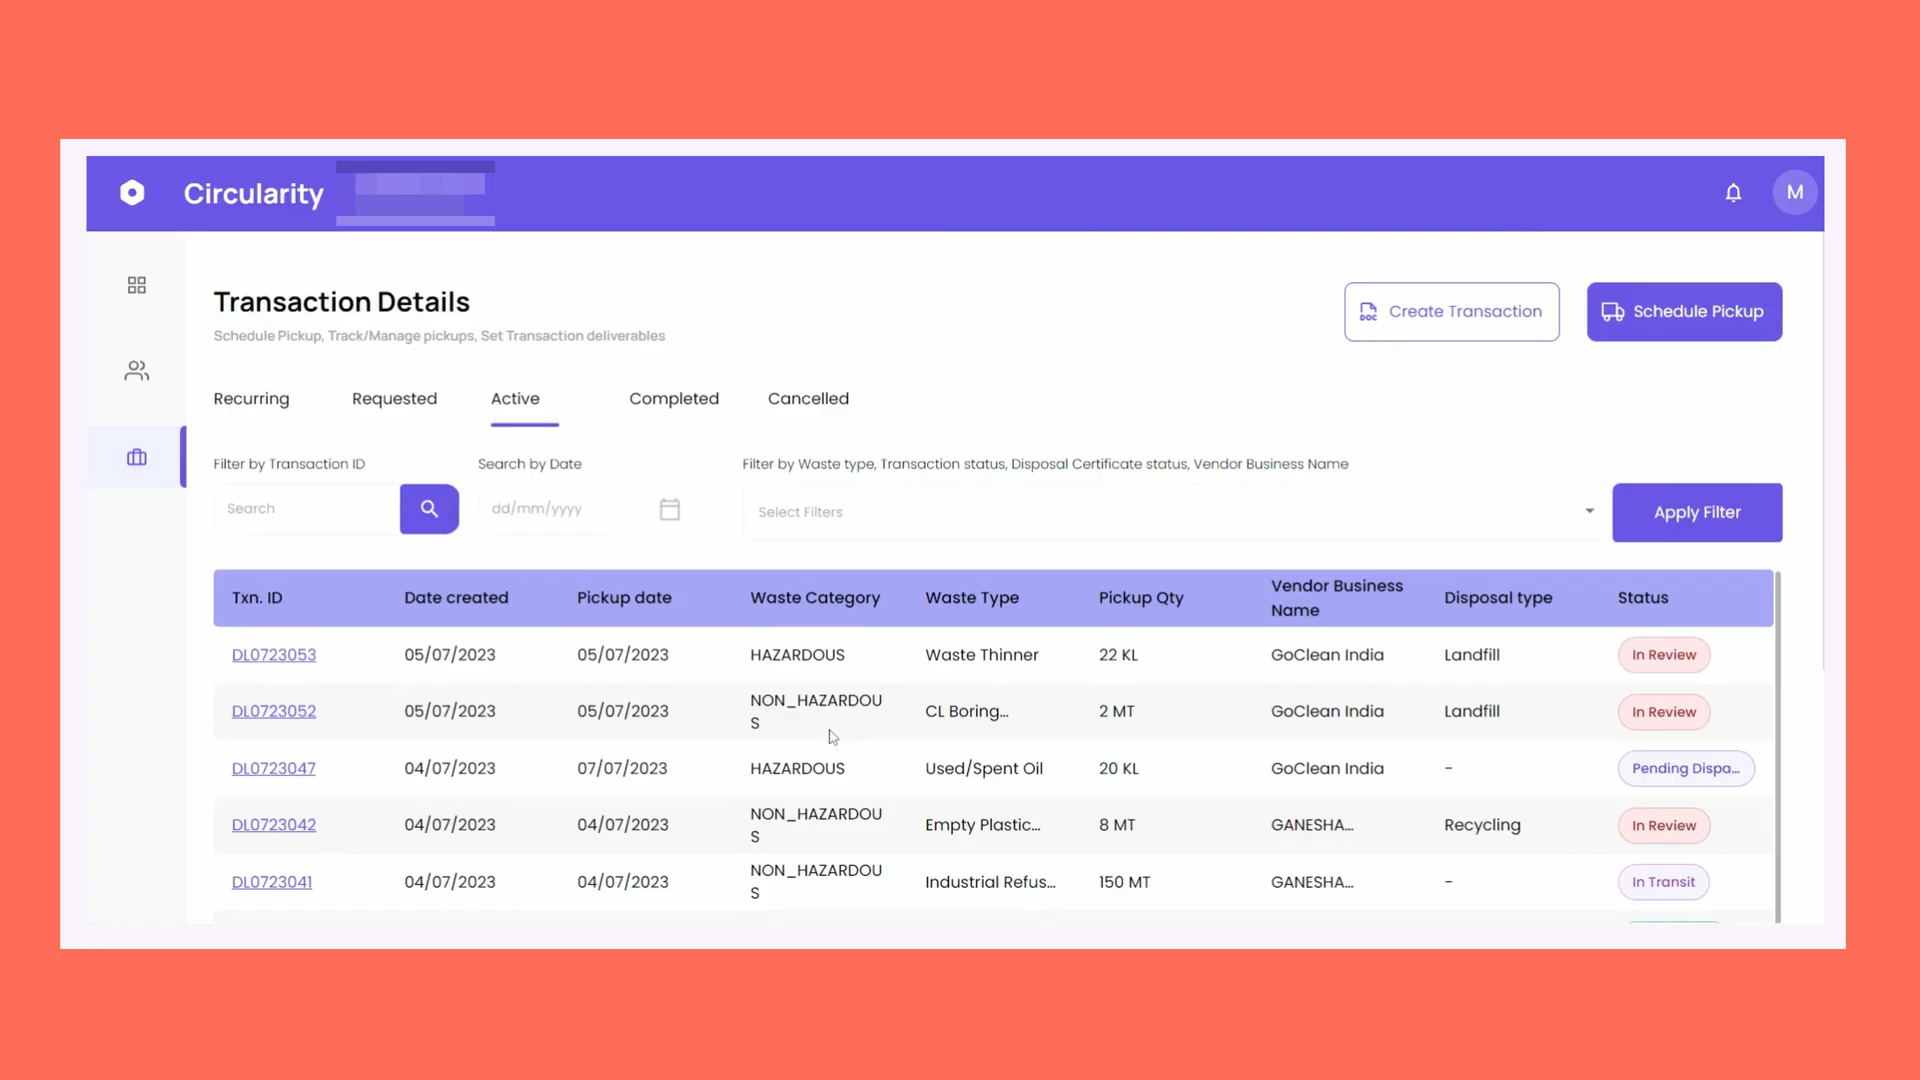 Circularity
M
Transaction Details
Schedule Pickup, Track/Manage pickups, Set Transaction deliverables
DOC
Create Transaction
Schedule Pickup
Recurring
Requested
Active
Completed
Cancelled
Filter by Transaction ID
Search by Date
Filter by Waste type, Transaction status, Disposal Certificate status, Vendor Business Name
Search
dd/mm/yyyy
Select Filters
Apply Filter
Txn. ID
Date created
Pickup date
Waste Category
Waste Type
Pickup Qty
Vendor Business
Name
Disposal type
Status
DL0723053
05/07/2023
05/07/2023
HAZARDOUS
Waste Thinner
22 KL
GoClean India
Landfill
In Review
DL0723052
05/07/2023
05/07/2023
NON_HAZARDOU
S
CL Boring...
2 MT
GoClean India
Landfill
In Review
DL0723047
04/07/2023
07/07/2023
HAZARDOUS
Used/Spent Oil
20 KL
GoClean India
-
Pending Dispa...
DL0723042
04/07/2023
04/07/2023
NON_HAZARDOU
S
Empty Plastic...
8 MT
GANESHA...
Recycling
In Review
DL0723041
04/07/2023
04/07/2023
NON_HAZARDOU
S
Industrial Refus...
150 MT
GANESHA...
-
In Transit